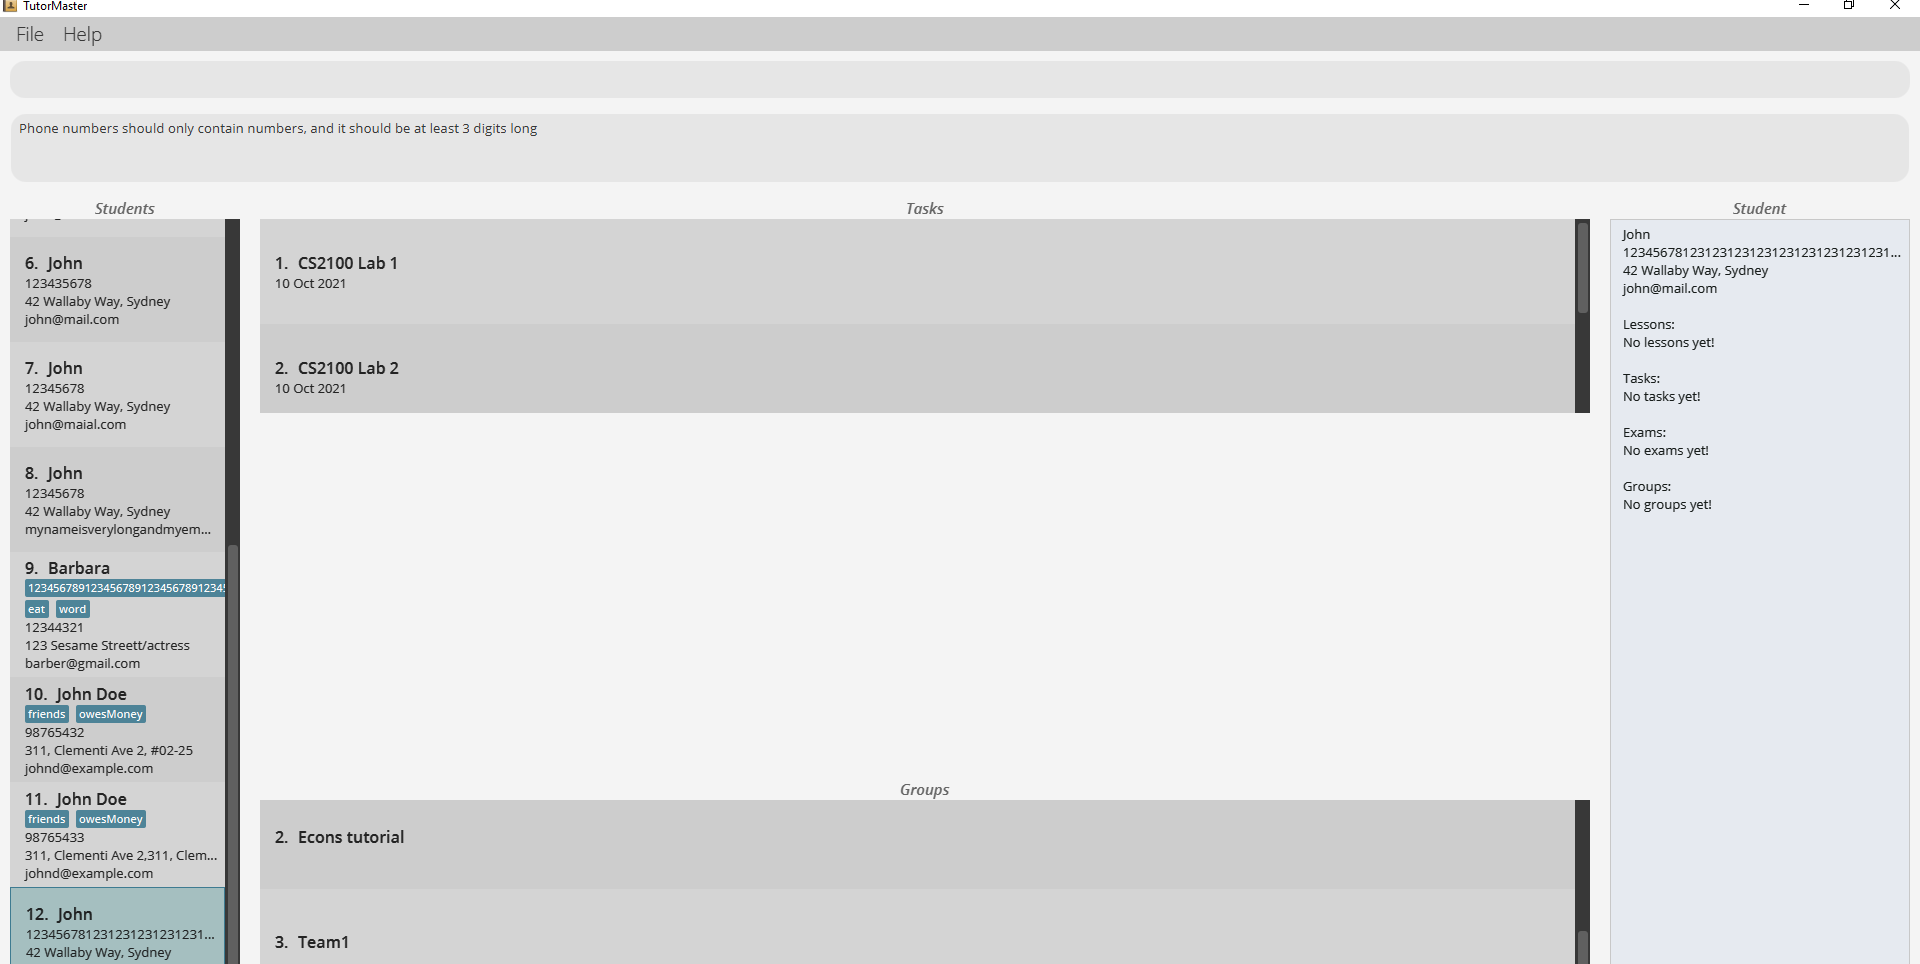 TutorMaster
File Help
Phone numbers should only contain numbers, and it should be at least 3 digits long
Students
6. John
123435678
42 Wallaby Way, Sydney
john@mail.com
7. John
12345678
42 Wallaby Way, Sydney
john@maial.com
8. John
12345678
42 Wallaby Way, Sydney
mynameisverylongandmyem...
9. Barbara
1234567891234567891234567891234
eat word
12344321
123 Sesame Streett/actress
barber@gmail.com
10. John Doe
friends owesMoney
98765432
311, Clementi Ave 2, #02-25
johnd@example.com
11. John Doe
friends owesMoney
98765433
311, Clementi Ave 2,311, Clem...
johnd@example.com
12. John
12345678123123123123123123...
42 Wallaby Way, Sydney
Tasks
1. CS2100 Lab 1
10 Oct 2021
2. CS2100 Lab 2
10 Oct 2021
Groups
2. Econs tutorial
3. Team1
Student
John
12345678123123123123123123123123123123...
42 Wallaby Way, Sydney
john@mail.com
Lessons:
No lessons yet!
Tasks:
No tasks yet!
Exams:
No exams yet!
Groups:
No groups yet!